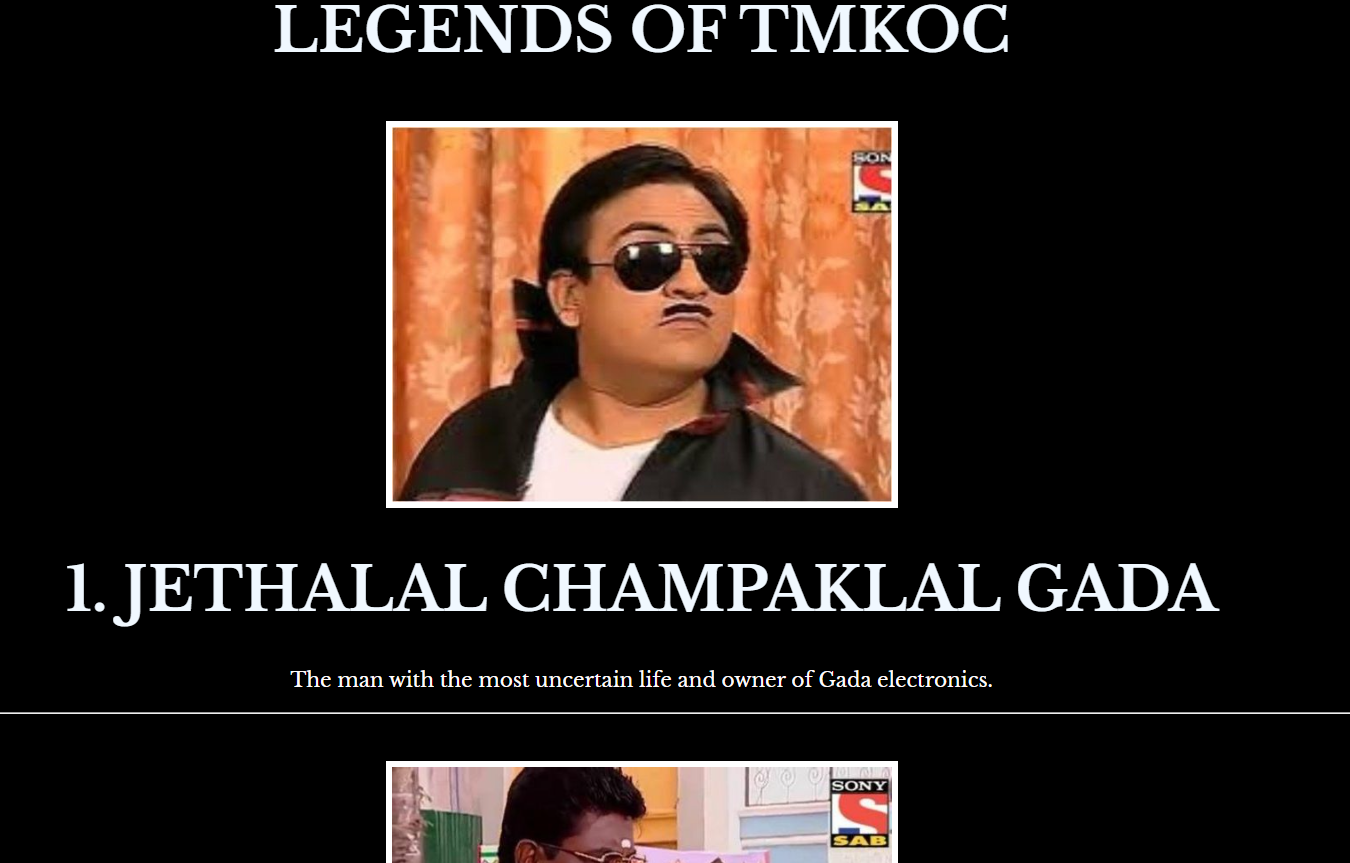 LEGENDS OF TMKOC
SON
S
SAB
1. JETHALAL CHAMPAKLAL GADA
The man with the most uncertain life and owner of Gada electronics.
SONY
S
SAB